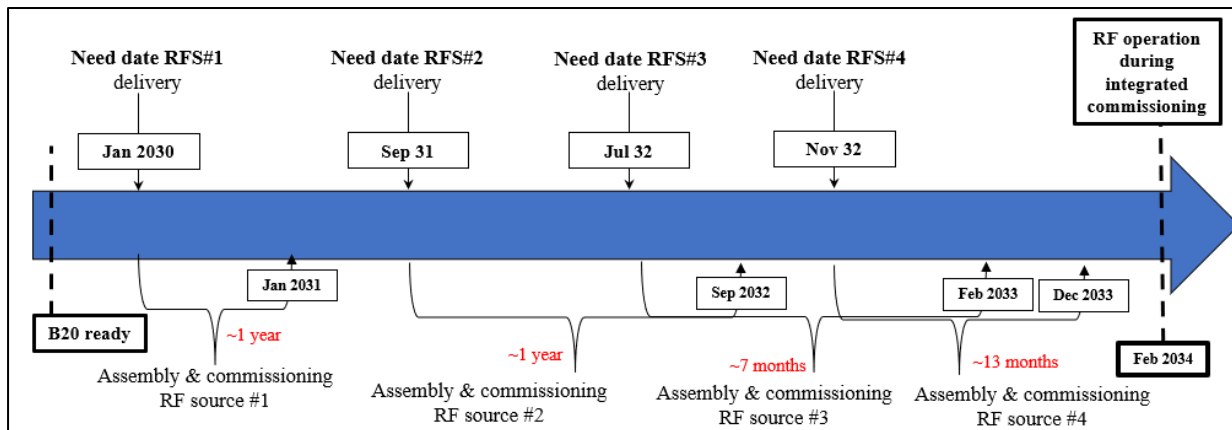 Need date RFS#1
delivery
Need date RFS#2
delivery
Need date RFS#3
delivery
Need date RFS#4
delivery
RF operation
during
integrated
commissioning
Jan 2030
Sep 31
Jul 32
Nov 32
Jan 2031
Sep 2032
Feb 2033
Dec 2033
B20 ready
~1 year
~1 year
~7 months
~13 months
Feb 2034
Assembly & commissioning
RF source #1
Assembly & commissioning
RF source #2
Assembly & commissioning
RF source #3
Assembly & commissioning
RF source #4